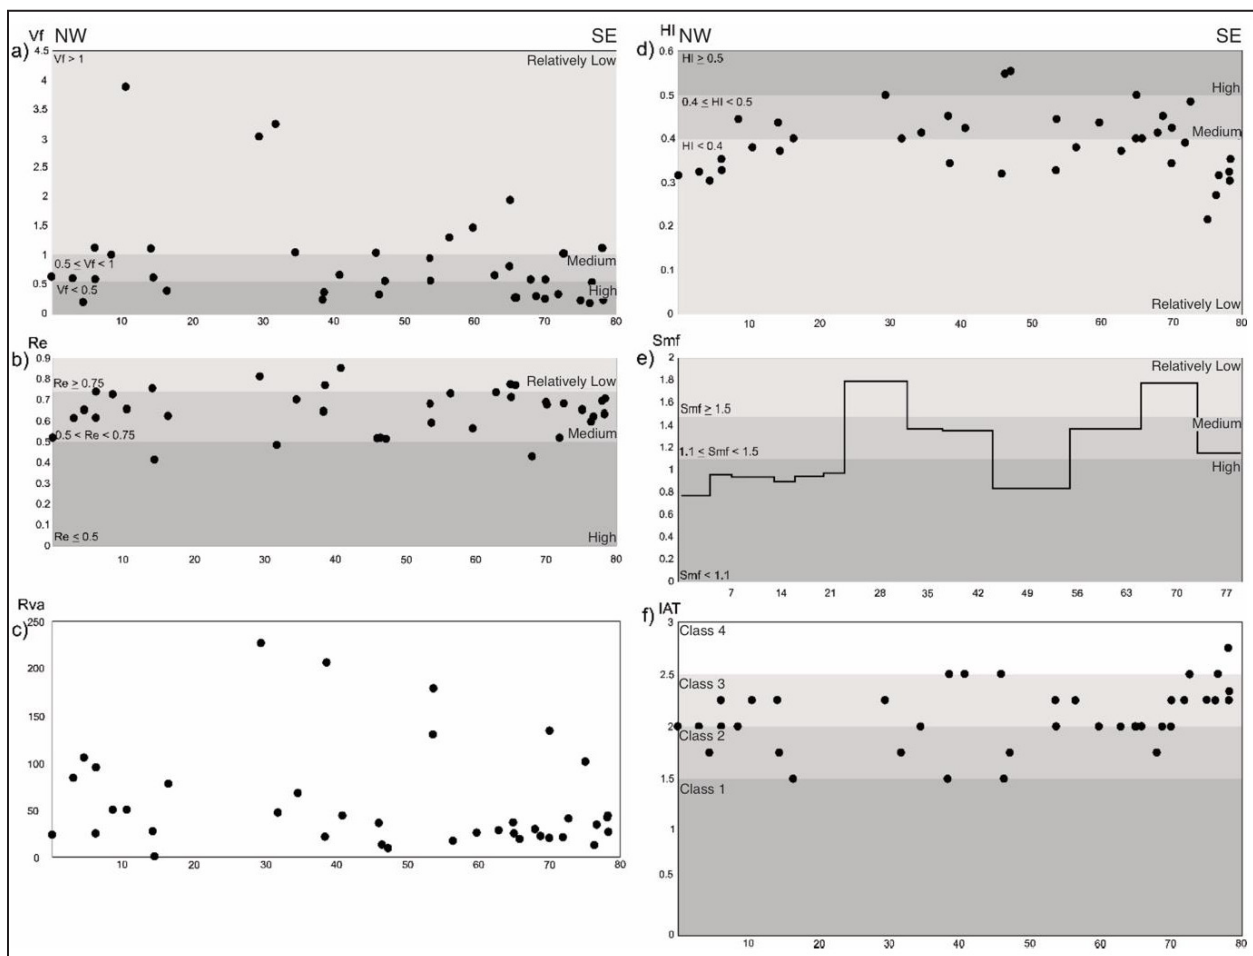 Vf
a)
NW
SE
4.5
Vf > 1
Relatively Low
4
3.5
3
2.5
2
1.5
1
0.5 ≤ Vf < 1
Medium
0.5
Vf < 0.5
High
0
10
20
30
40
50
60
70
80
Re
b)
0.9
0.8
Re ≥ 0.75
Relatively Low
0.7
0.6
0.5
0.5 < Re < 0.75
Medium
0.4
0.3
0.2
0.1
Re ≤ 0.5
High
0
10
20
30
40
50
60
70
80
Rva
c)
250
200
150
100
50
0
10
20
30
40
50
60
70
80
HI
d)
NW
SE
0.6
HI ≥ 0.5
High
0.5
0.4 ≤ HI < 0.5
Medium
0.4
HI < 0.4
0.3
0.2
0.1
Relatively Low
0
10
20
30
40
50
60
70
80
Smf
e)
2
Relatively Low
1.8
1.6
Smf ≥ 1.5
1.4
Medium
1.2
1.1 ≤ Smf < 1.5
High
1
0.8
0.6
0.4
0.2
Smf < 1.1
0
7
14
21
28
35
42
49
56
63
70
77
IAT
f)
3
Class 4
2.5
Class 3
2
Class 2
1.5
Class 1
1
0.5
0
10
20
30
40
50
60
70
80